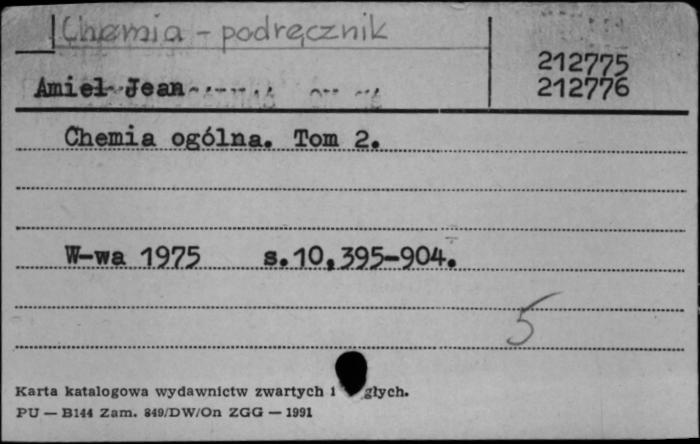 Chemia - podręcznik
212775
Amiel Jean
212776
Chemia ogólna. Tom 2.
W-wa 1975 s.10,395-904.
5
Karta katalogowa wydawnictw zwartych i głych.
PU — B144 Zam. 849/DW/On ZGG — 1991